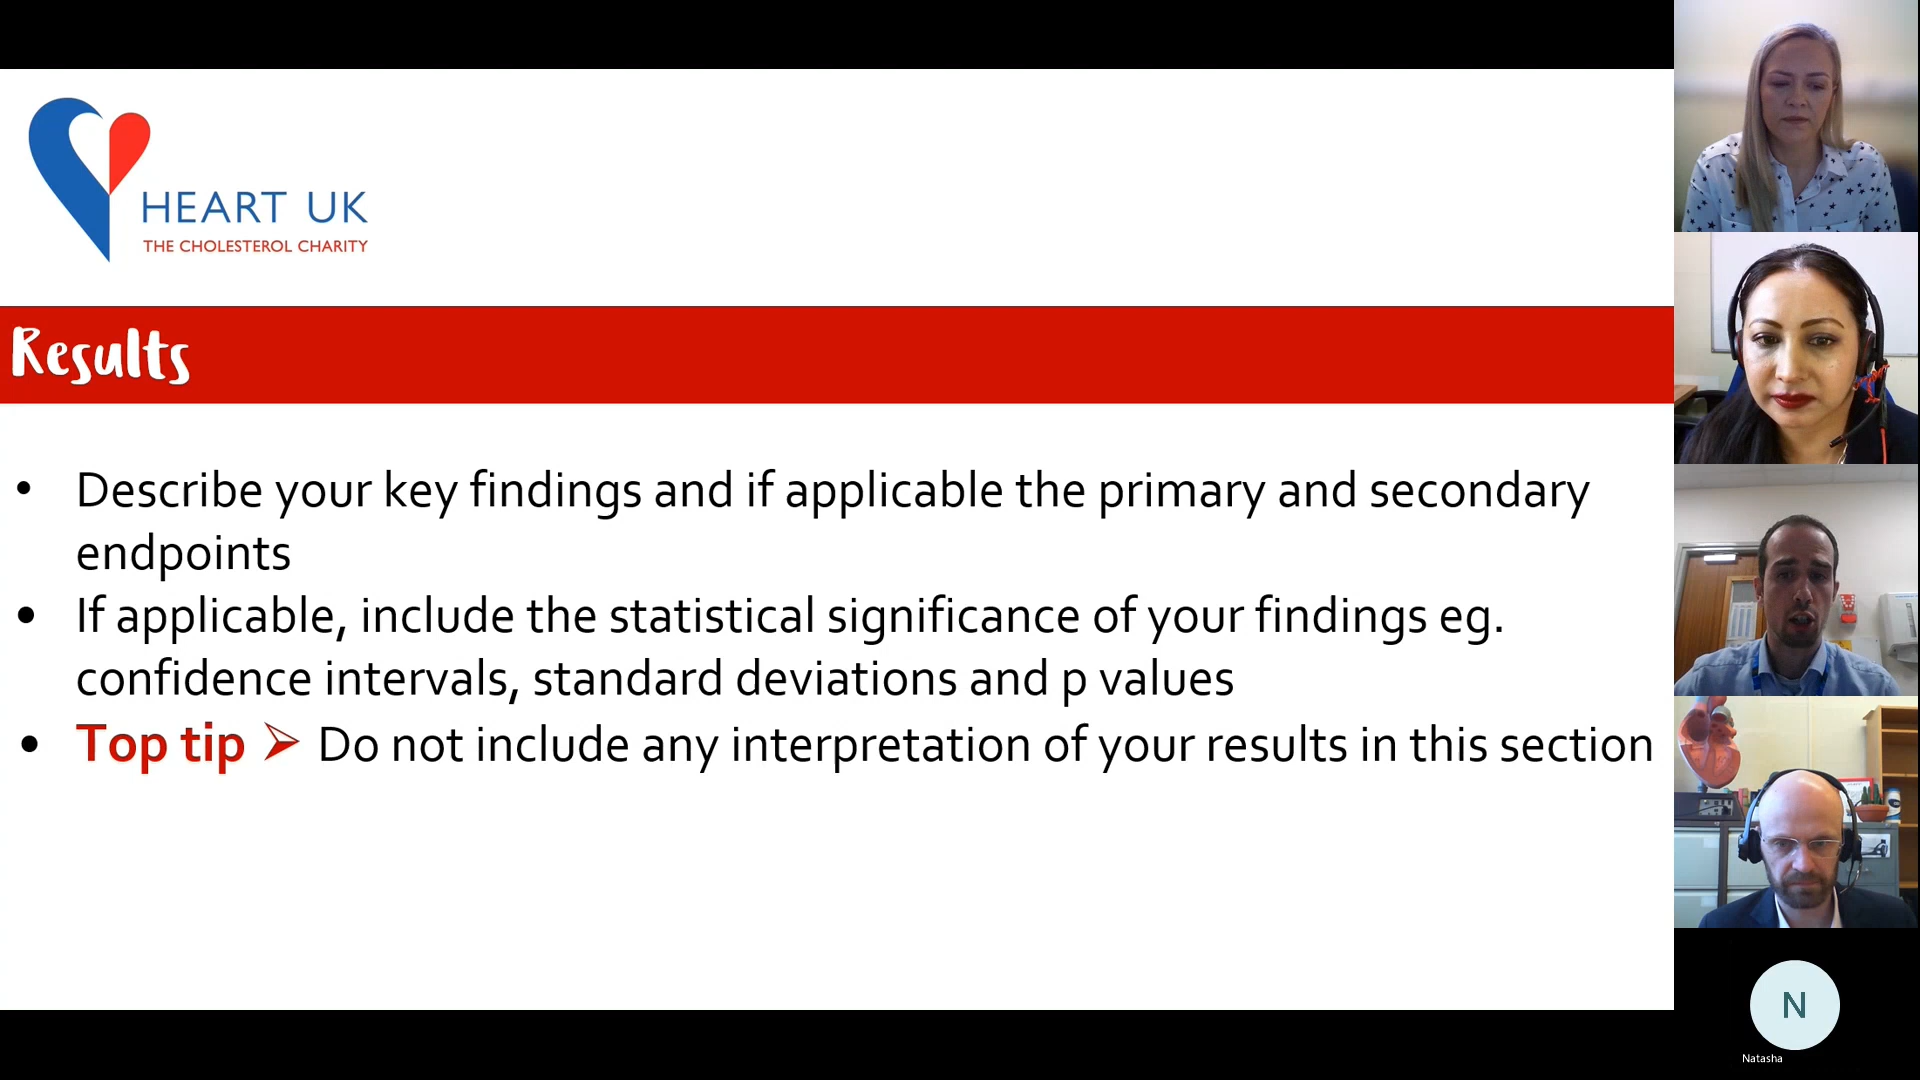 HEART UK
THE CHOLESTEROL CHARITY
Results
• Describe your key findings and if applicable the primary and secondary
endpoints
• If applicable, include the statistical significance of your findings eg.
confidence intervals, standard deviations and p values
• Top tip ➢ Do not include any interpretation of your results in this section
N
Natasha